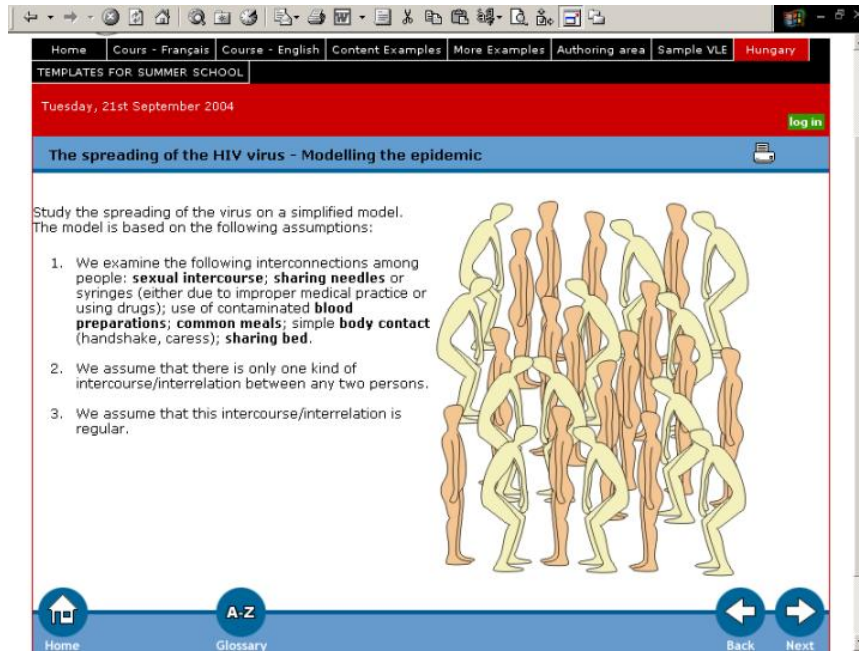 Home Cours - Français Course - English Content Examples More Examples Authoring area Sample VLE Hungary
TEMPLATES FOR SUMMER SCHOOL
Tuesday, 21st September 2004
log in
The spreading of the HIV virus - Modelling the epidemic
Study the spreading of the virus on a simplified model.
The model is based on the following assumptions:
1. We examine the following interconnections among
people: sexual intercourse; sharing needles or
syringes (either due to improper medical practice or
using drugs); use of contaminated blood
preparations; common meals; simple body contact
(handshake, caress); sharing bed.
2. We assume that there is only one kind of
intercourse/interrelation between any two persons.
3. We assume that this intercourse/interrelation is
regular.
A-Z
Home Glossary Back Next